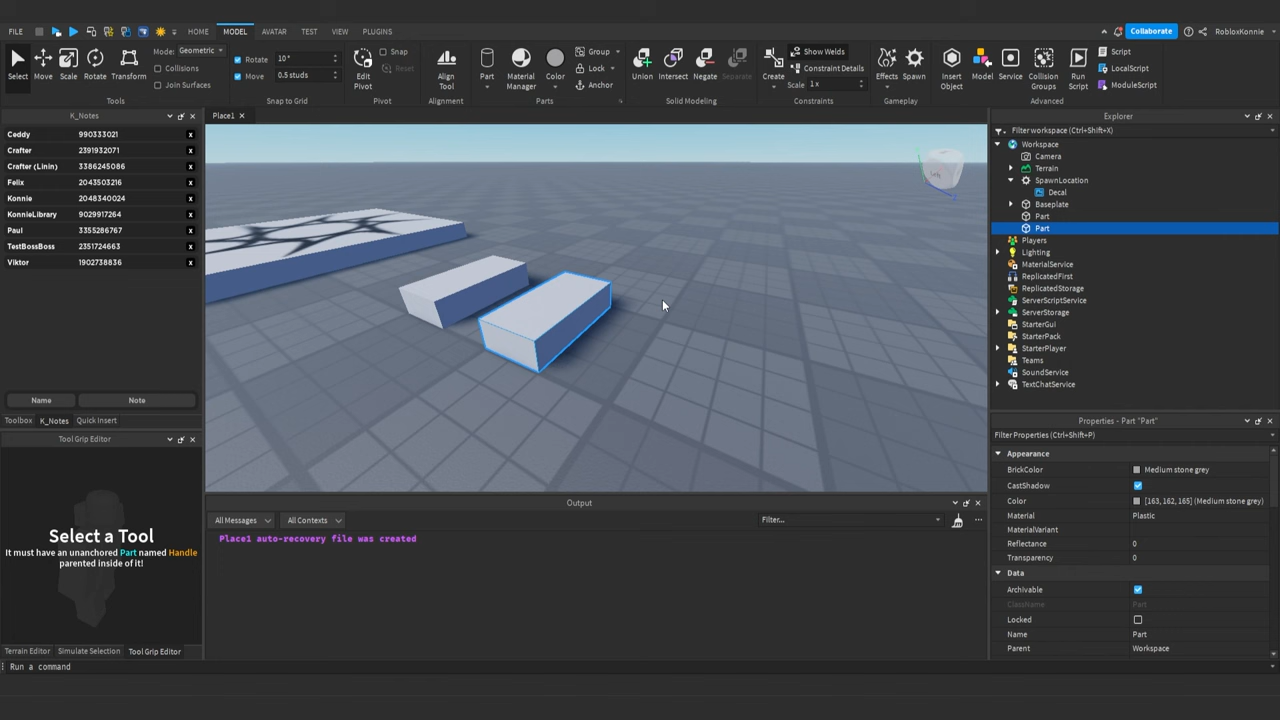 FILE HOME MODEL AVATAR TEST VIEW PLUGINS Collaborate RobloxKonnie
Select Move Scale Rotate Transform
Mode: Geometric
Collisions
Join Surfaces
Tools
Rotate 10°
Move 0.5 studs
Snap to Grid
Edit Pivot
Snap
Reset
Pivot
Align Tool
Alignment
Part Material Manager Color
Group
Lock
Anchor
Parts
Union Intersect Negate Separate
Solid Modeling
Create
Show Welds
Constraint Details
Scale 1x
Constraints
Effects Spawn
Gameplay
Insert Object Model Service Collision Groups Run Script
Script
LocalScript
ModuleScript
Advanced
K_Notes
Ceddy 990333021 x
Crafter 2391932071 x
Crafter (Linin) 3386245086 x
Felix 2043503216 x
Konnie 2048340024 x
KonnieLibrary 9029917264 x
Paul 3355286767 x
TestBossBoss 2351724663 x
Viktor 1902738836 x
Name Note
Toolbox K_Notes Quick Insert
Tool Grip Editor
Select a Tool
It must have an unanchored Part named Handle
parented inside of it!
Terrain Editor Simulate Selection Tool Grip Editor
Run a command
Place1
Output
All Messages All Contexts Filter...
Place1 auto-recovery file was created
Explorer
Filter workspace (Ctrl+Shift+X)
Workspace
Camera
Terrain
SpawnLocation
Decal
Baseplate
Part
Part
Players
Lighting
MaterialService
ReplicatedFirst
ReplicatedStorage
ServerScriptService
ServerStorage
StarterGui
StarterPack
StarterPlayer
Teams
SoundService
TextChatService
Properties - Part "Part"
Filter Properties (Ctrl+Shift+P)
Appearance
BrickColor Medium stone grey
CastShadow
Color [163, 162, 165] (Medium stone grey)
Material Plastic
MaterialVariant
Reflectance 0
Transparency 0
Data
Archivable
ClassName Part
Locked
Name Part
Parent Workspace